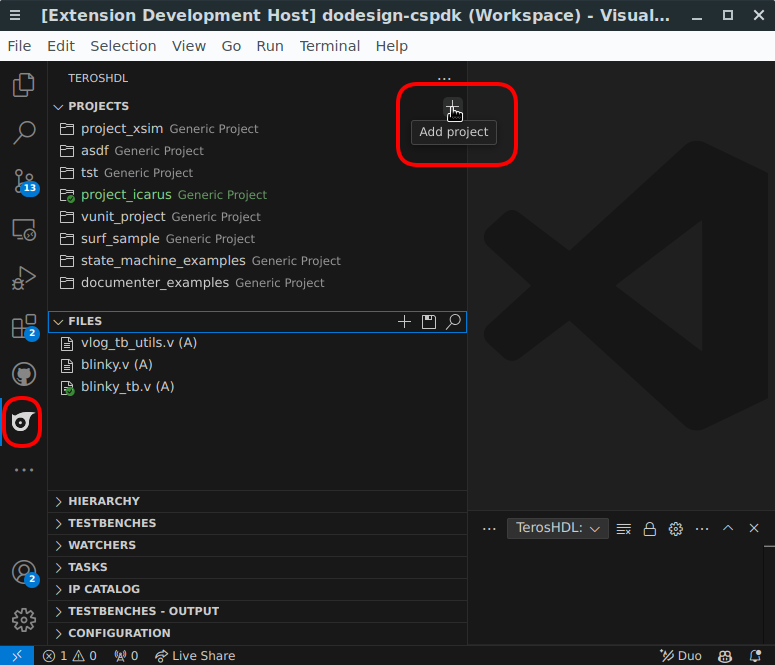 [Extension Development Host] dodesign-cspdk (Workspace) - Visual...
File Edit Selection View Go Run Terminal Help
TEROSHDL
PROJECTS
Add project
project_xsim Generic Project
asdf Generic Project
tst Generic Project
project_icarus Generic Project
vunit_project Generic Project
surf_sample Generic Project
state_machine_examples Generic Project
documenter_examples Generic Project
13
FILES
2
vlog_tb_utils.v (A)
blinky.v (A)
blinky_tb.v (A)
HIERARCHY
TESTBENCHES
WATCHERS
TASKS
IP CATALOG
TESTBENCHES - OUTPUT
CONFIGURATION
TerosHDL:
2
1 0 0 Live Share Duo